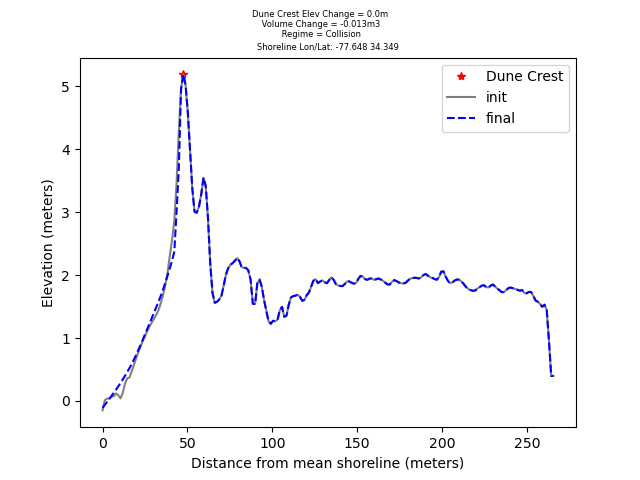 Dune Crest Elev Change = 0.0m
Volume Change = -0.013m3
Regime = Collision
Shoreline Lon/Lat: -77.648 34.349
Dune Crest
init
final
Elevation (meters)
5
4
3
2
1
0
0 50 100 150 200 250
Distance from mean shoreline (meters)